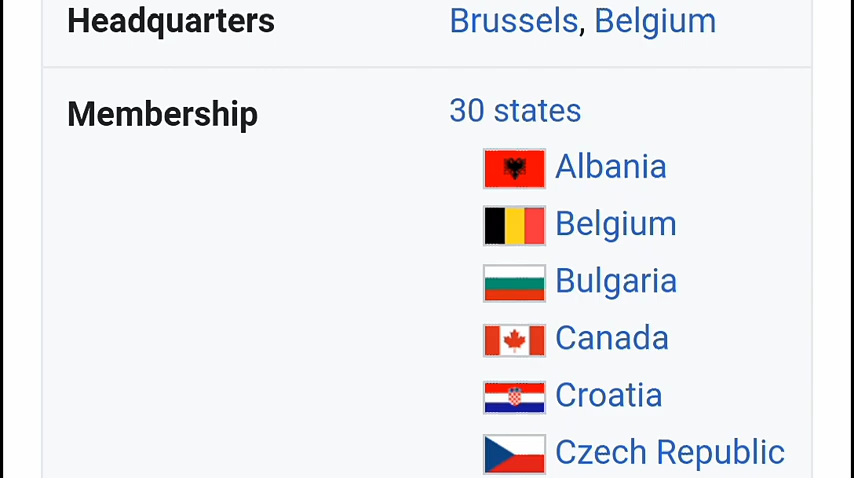 Headquarters Brussels, Belgium
Membership 30 states
Albania
Belgium
Bulgaria
Canada
Croatia
Czech Republic